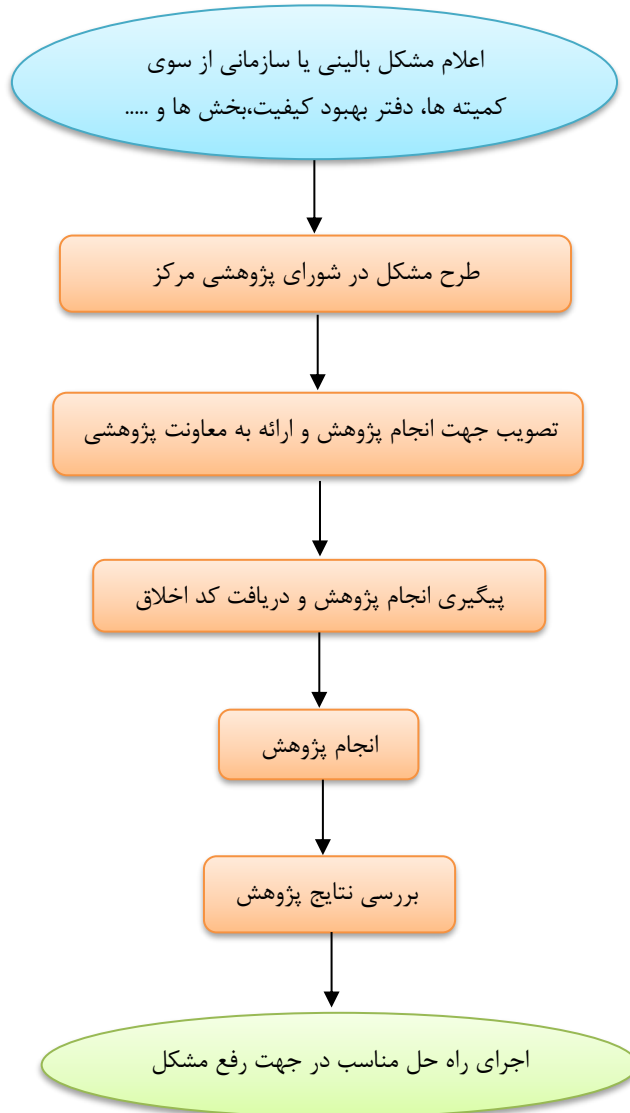 اعلام مشکل بالینی یا سازمانی از سوی
کمیته ها، دفتر بهبود کیفیت،بخش ها و .....
طرح مشکل در شورای پژوهشی مرکز
تصویب جهت انجام پژوهش و ارائه به معاونت پژوهشی
پیگیری انجام پژوهش و دریافت کد اخلاق
انجام پژوهش
بررسی نتایج پژوهش
اجرای راه حل مناسب در جهت رفع مشکل